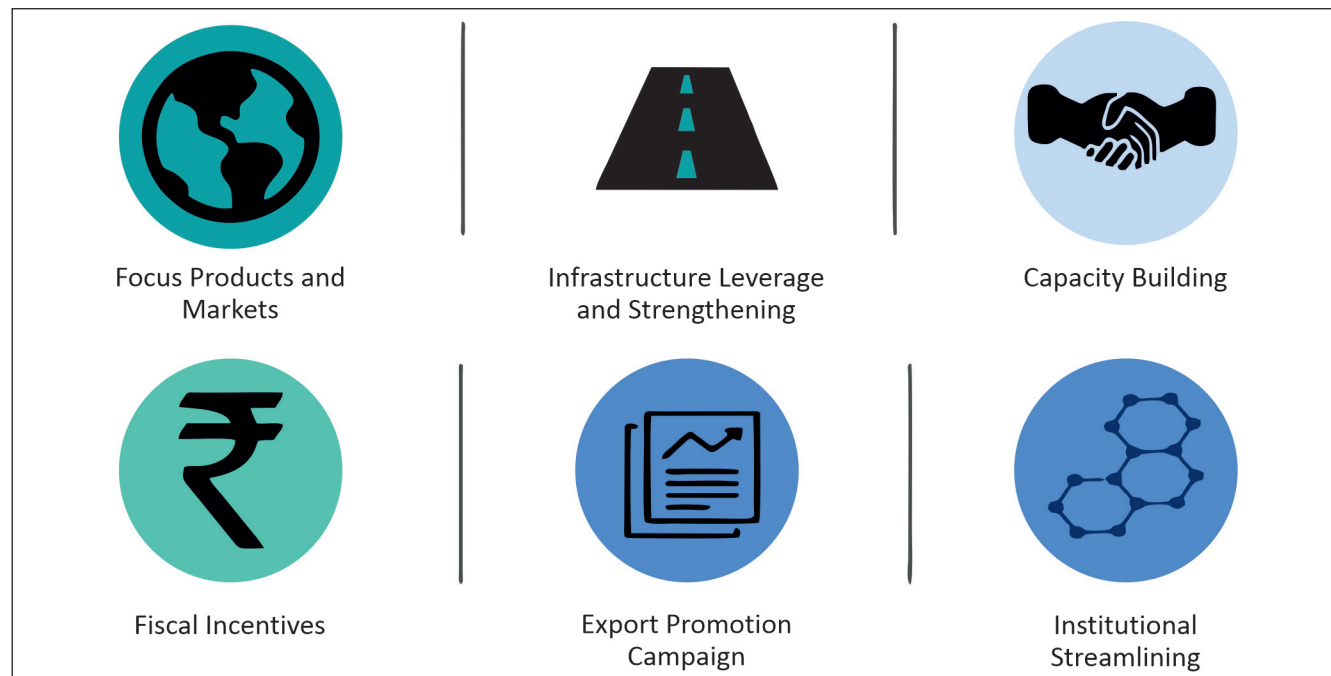 Focus Products and
Markets
Infrastructure Leverage
and Strengthening
Capacity Building
₹
Fiscal Incentives
Export Promotion
Campaign
Institutional
Streamlining